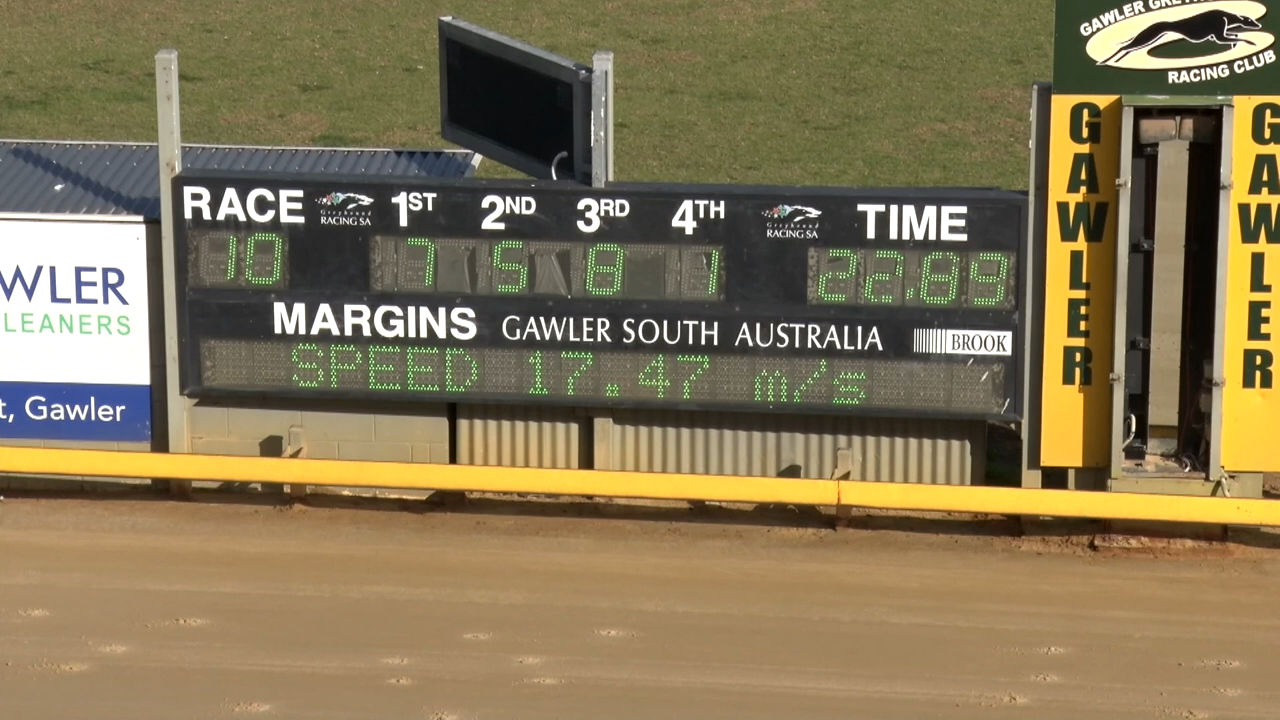 GAWLER GREYHOUND
RACING CLUB
RACE
Greyhound
RACING SA
1ST 2ND 3RD 4TH
Greyhound
RACING SA
TIME
10 7 5 8 1 22.89
MARGINS GAWLER SOUTH AUSTRALIA BROOK
SPEED 17.47 m/s
WLER
LEANERS
t, Gawler
GAWLER
GAWLER